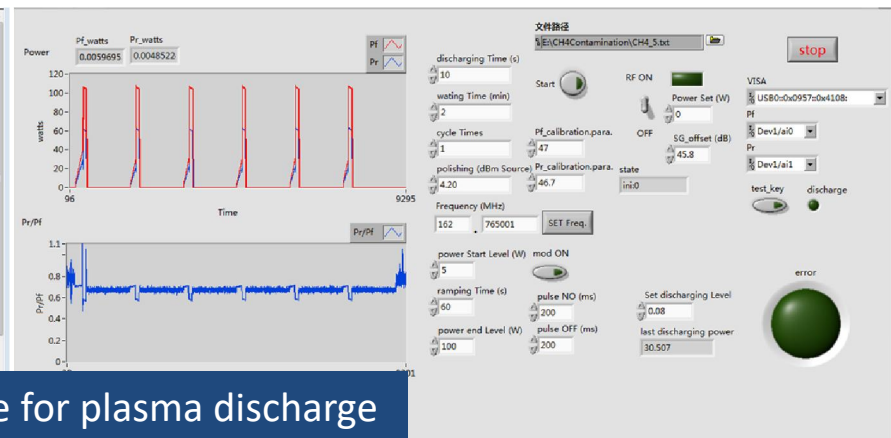 Power
Pf_watts
Pr_watts
0.0059695
0.0048522
Pf
Pr
watts
120
100
80
60
40
20
0
96
9295
Time
Pr/Pf
Pr/Pf
Pr/Pf
1.1
0.8
0.6
0.4
0.2
0
文件路径
E:\CH4Contamination\CH4_5.txt
stop
discharging Time (s)
10
Start
RF ON
OFF
VISA
USB0::0x0957::0x4108:
wating Time (min)
2
Power Set (W)
0
Pf
Dev1/ai0
cycle Times
1
Pf_calibration.para.
47
SG_offset (dB)
45.8
Pr
Dev1/ai1
polishing (dBm Source)
4.20
Pr_calibration.para.
46.7
state
ini:0
test_key
discharge
Frequency (MHz)
162 . 765001
SET Freq.
power Start Level (W)
5
mod ON
error
ramping Time (s)
60
pulse NO (ms)
200
Set discharging Level
0.08
power end Level (W)
100
pulse OFF (ms)
200
last discharging power
30.507
for plasma discharge